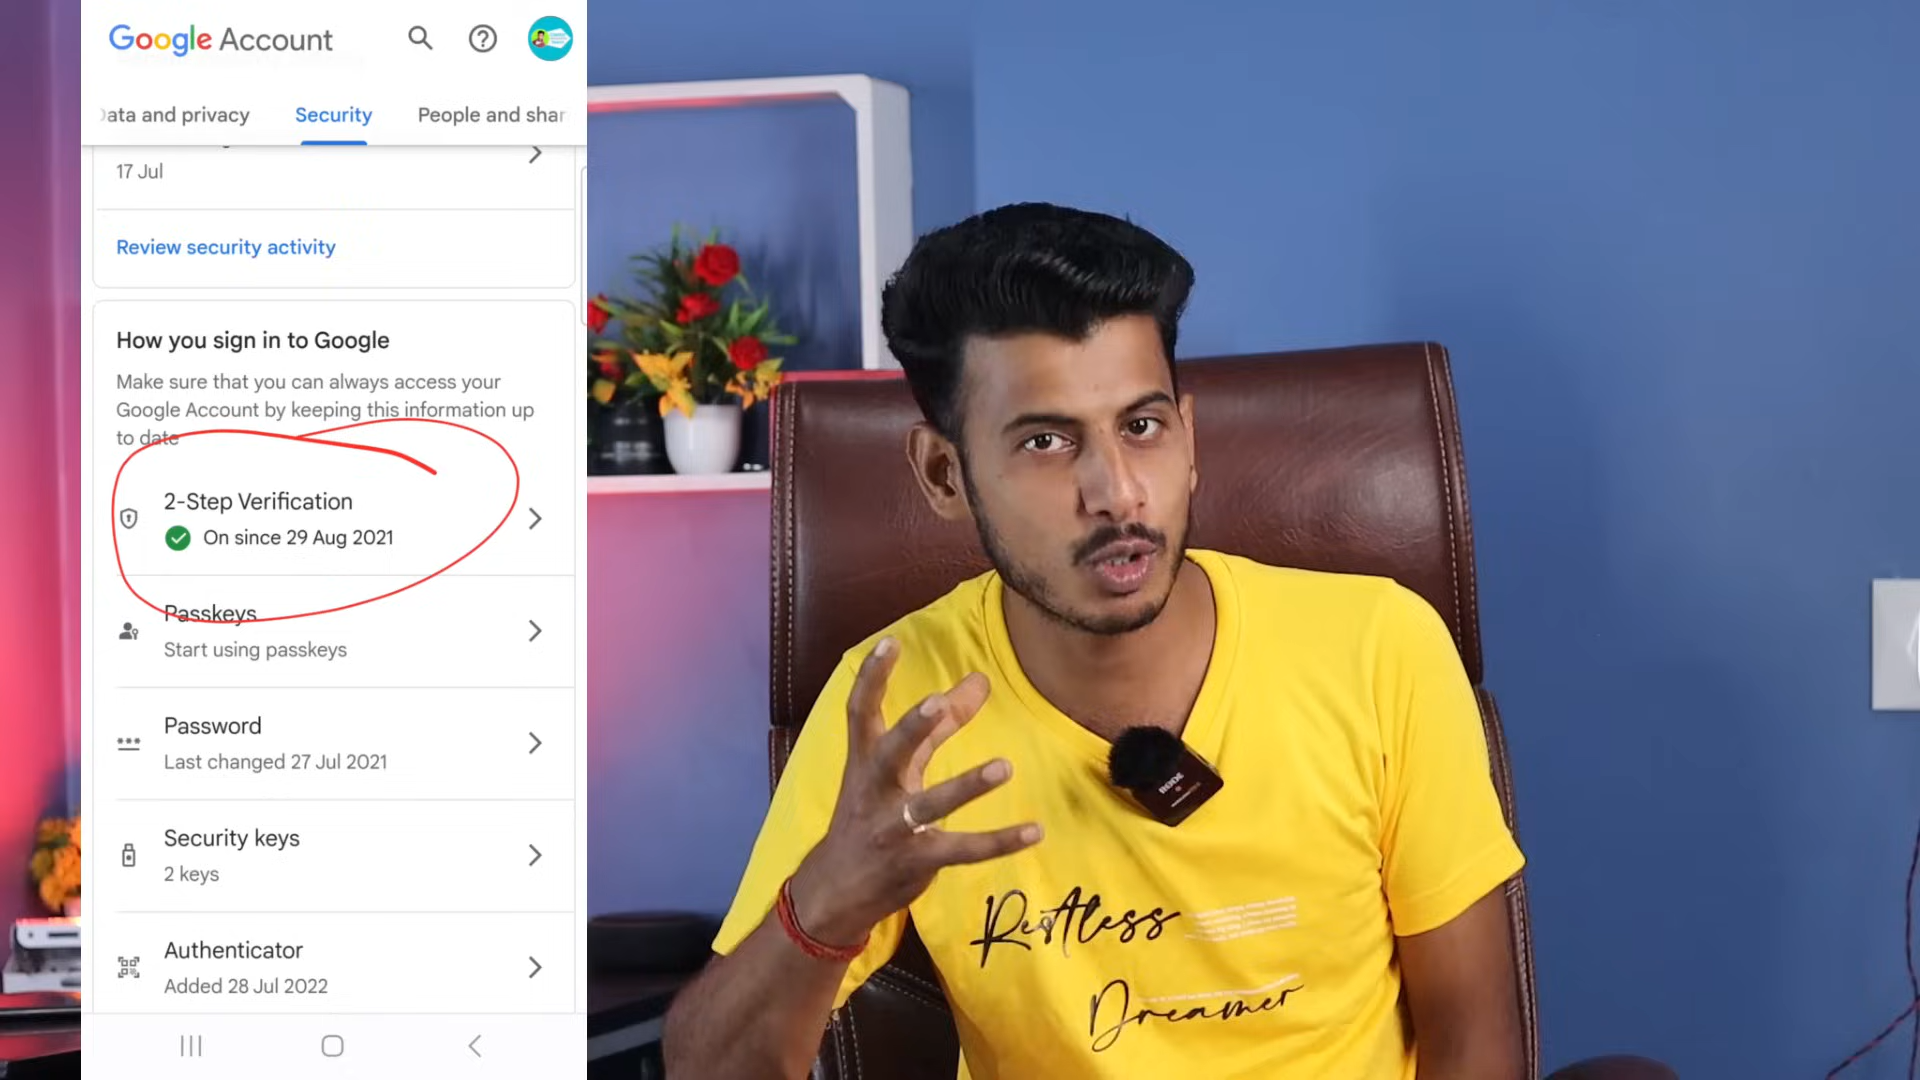 Google Account
Data and privacy
Security
People and shar
17 Jul
Review security activity
How you sign in to Google
Make sure that you can always access your
Google Account by keeping this information up
to date
2-Step Verification
On since 29 Aug 2021
Passkeys
Start using passkeys
Password
Last changed 27 Jul 2021
Security keys
2 keys
Authenticator
Added 28 Jul 2022
RODE
Restless
Dreamer